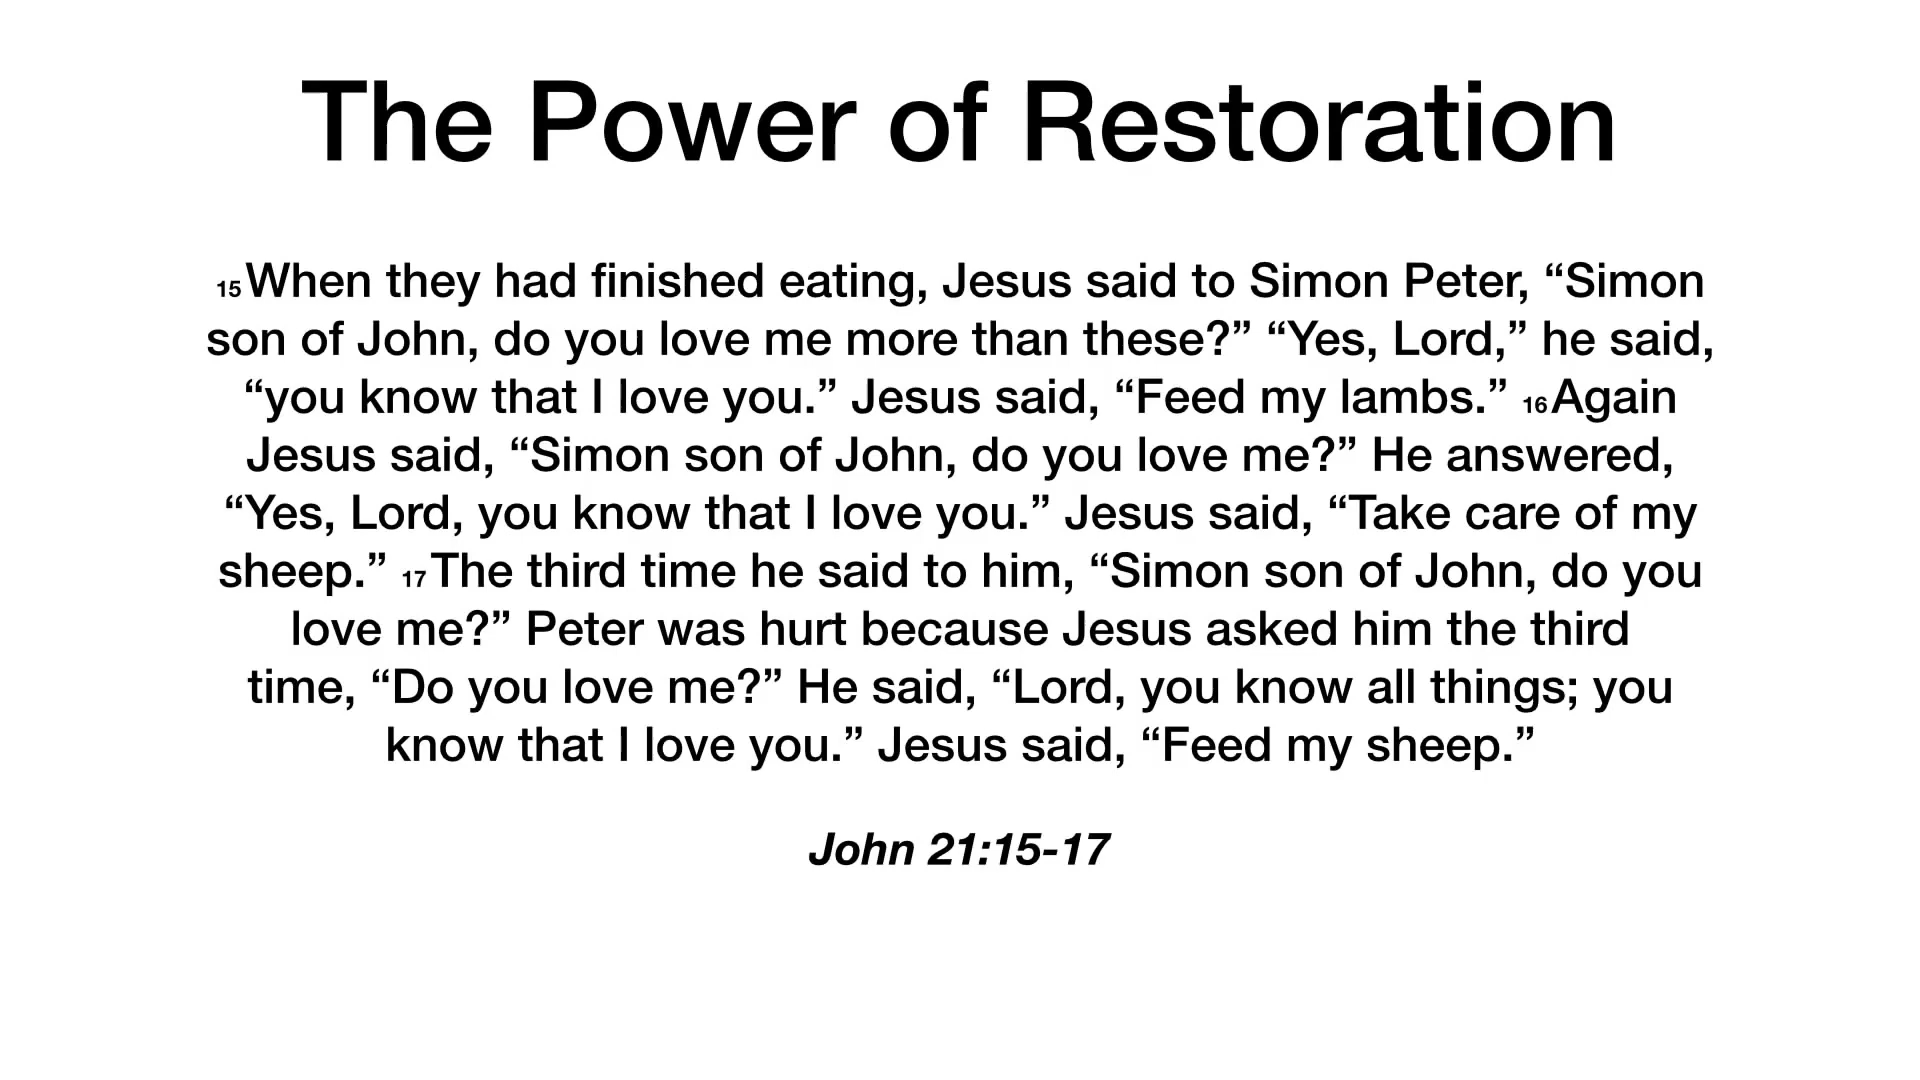 The Power of Restoration
15When they had finished eating, Jesus said to Simon Peter, “Simon
son of John, do you love me more than these?” “Yes, Lord,” he said,
“you know that I love you.” Jesus said, “Feed my lambs.” 16Again
Jesus said, “Simon son of John, do you love me?” He answered,
“Yes, Lord, you know that I love you.” Jesus said, “Take care of my
sheep.” 17The third time he said to him, “Simon son of John, do you
love me?” Peter was hurt because Jesus asked him the third
time, “Do you love me?” He said, “Lord, you know all things; you
know that I love you.” Jesus said, “Feed my sheep.”
John 21:15-17